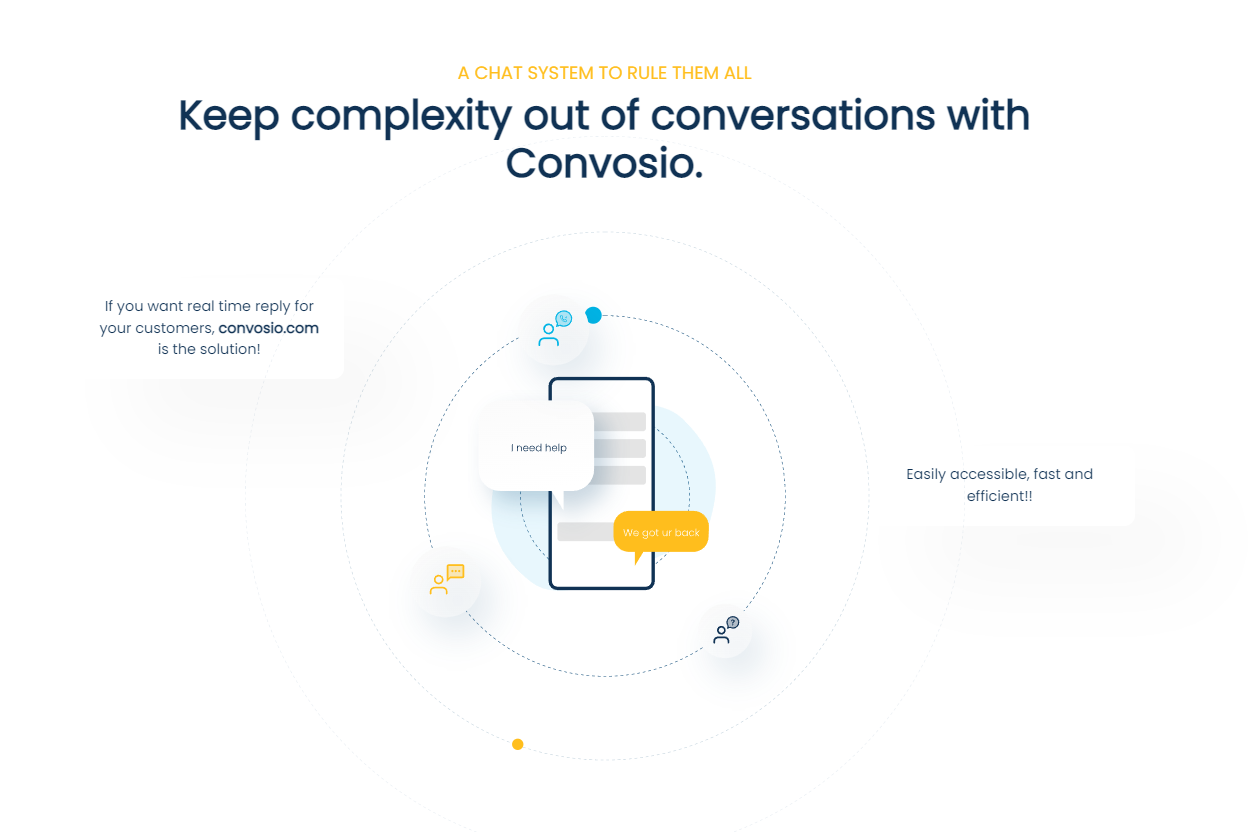 A CHAT SYSTEM TO RULE THEM ALL
Keep complexity out of conversations with
Convosio.
If you want real time reply for
your customers, convosio.com
is the solution!
I need help
Easily accessible, fast and
efficient!!
We got ur back
?